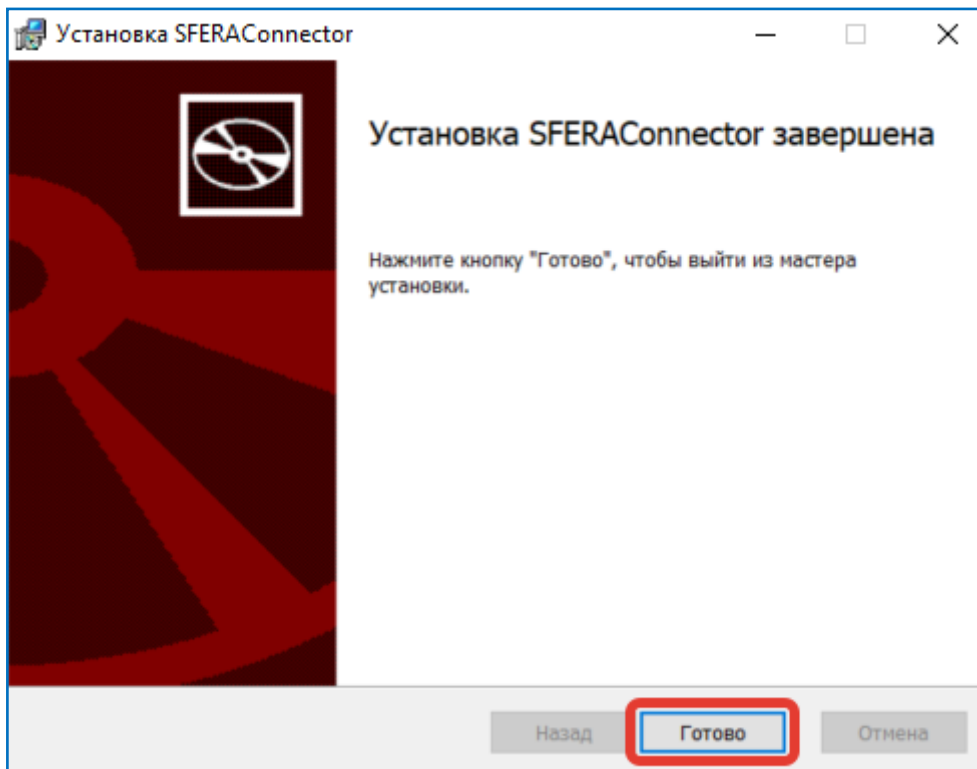 Установка SFERAConnector
Установка SFERAConnector завершена
Нажмите кнопку "Готово", чтобы выйти из мастера
установки.
Назад
Готово
Отмена